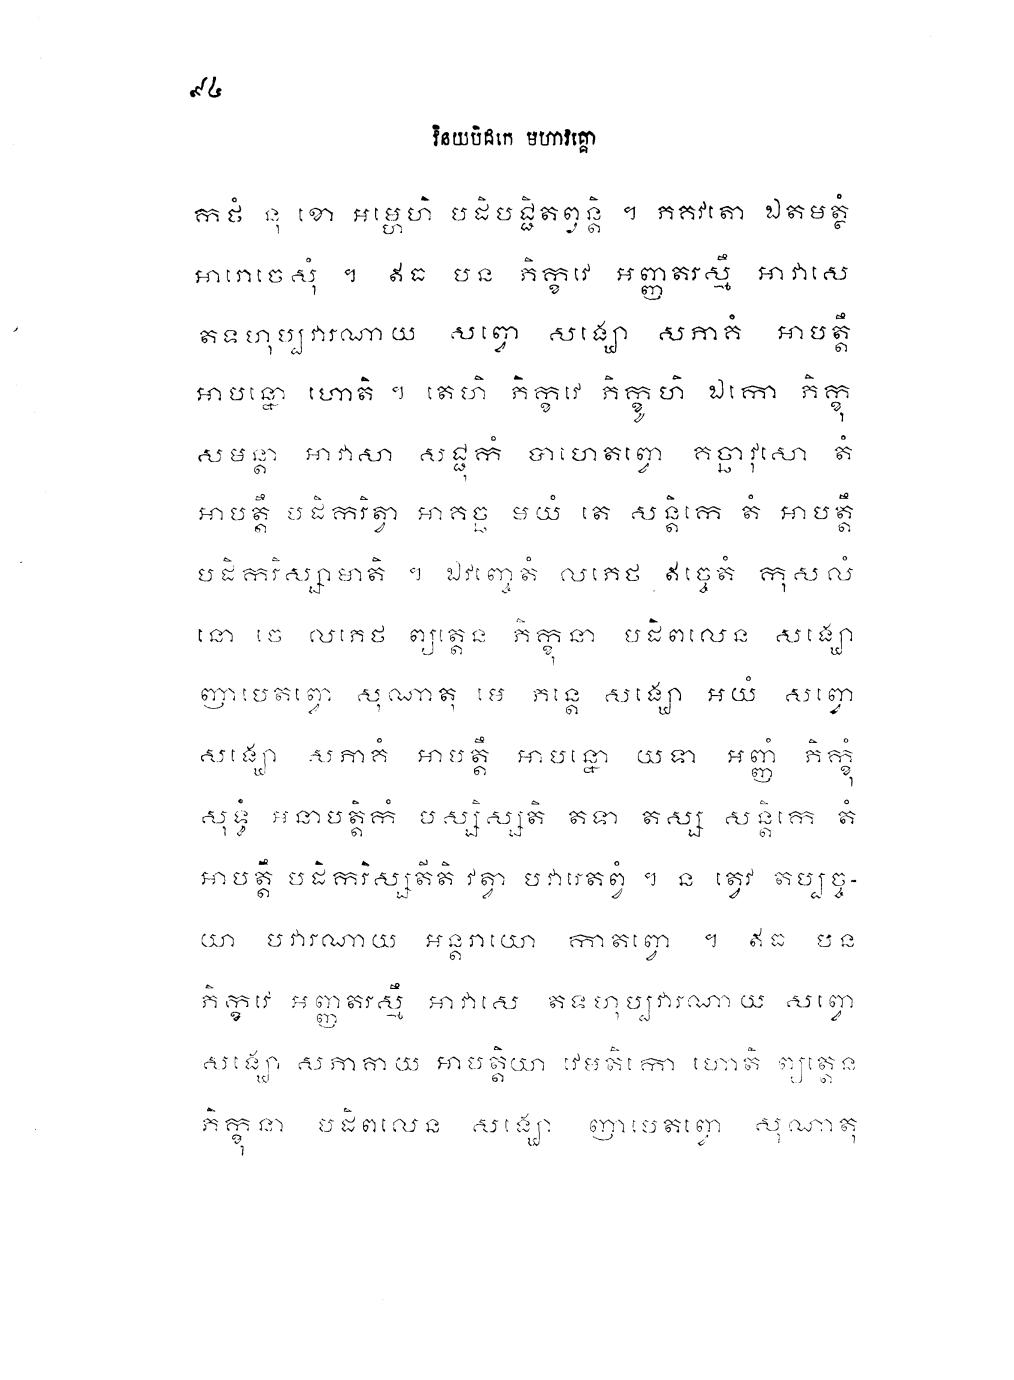 ៩៤
វិនយបិដកេ មហាវគ្គោ
កថំ នុ ខោ អម្ហេហិ បដិបជ្ជិតព្វន្តិ ។ ភគវតោ ឯតមត្ថំ
អារោចេសុំ ។ ឥធ បន ភិក្ខវេ អញ្ញតរស្មឹ អាវាសេ
តទហុប្បវារណាយ សព្វោ សង្ឃោ សភាគំ អាបត្តឹ
អាបន្នោ ហោតិ ។ តេហិ ភិក្ខវេ ភិក្ខូហិ ឯកោ ភិក្ខុ
សមន្តា អាវាសា សជ្ជុកំ បាហេតព្វោ គច្ឆាវុសោ តំ
អាបត្តឹ បដិករិត្វា អាគច្ឆ មយំ តេ សន្តិកេ តំ អាបត្តឹ
បដិករិស្សាមាតិ ។ ឯវញ្ចេតំ លភេថ ឥច្ចេតំ កុសលំ
នោ ចេ លភេថ ព្យត្តេន ភិក្ខុនា បដិពលេន សង្ឃោ
ញាបេតព្វោ សុណាតុ មេ ភន្តេ សង្ឃោ អយំ សព្វោ
សង្ឃោ សភាគំ អាបត្តឹ អាបន្នោ យទា អញ្ញំ ភិក្ខុំ
សុទ្ធំ អនាបត្តិកំ បស្សិស្សតិ តទា តស្ស សន្តិកេ តំ
អាបត្តឹ បដិករិស្សតីតិ វត្វា បវារេតព្វំ ។ ន ត្វេវ តប្បច្ច-
យា បវារណាយ អន្តរាយោ កាតព្វោ ។ ឥធ បន
ភិក្ខវេ អញ្ញតរស្មឹ អាវាសេ តទហុប្បវារណាយ សព្វោ
សង្ឃោ សភាគាយ អាបត្តិយា វេមតិកោ ហោតិ ព្យត្តេន
ភិក្ខុនា បដិពលេន សង្ឃោ ញាបេតព្វោ សុណាតុ